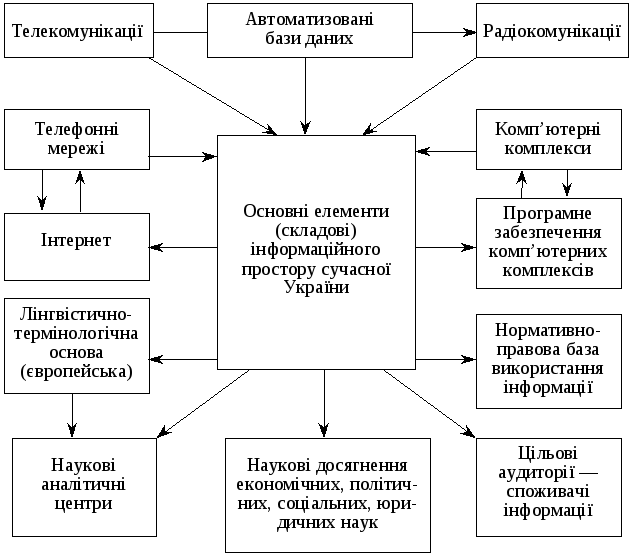 Телекомунікації
Автоматизовані
бази даних
Радіокомунікації
Телефонні
мережі
Комп’ютерні
комплекси
Основні елементи
(складові)
інформаційного
простору сучасної
України
Інтернет
Програмне
забезпечення
комп’ютерних
комплексів
Лінгвістично-
термінологічна
основа
(європейська)
Нормативно-
правова база
використання
інформації
Наукові
аналітичні
центри
Наукові досягнення
економічних, політич-
них, соціальних, юри-
дичних наук
Цільові
аудиторії —
споживачі
інформації